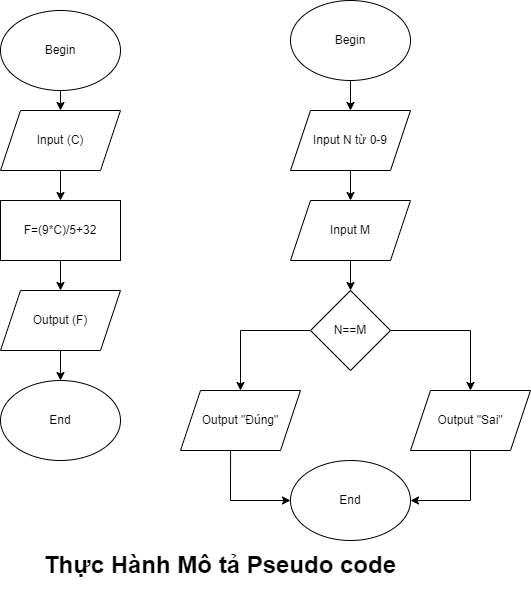 Begin
Input (C)
F=(9*C)/5+32
Output (F)
End
Begin
Input N từ 0-9
Input M
N==M
Output "Đúng"
Output "Sai"
End
Thực Hành Mô tả Pseudo code